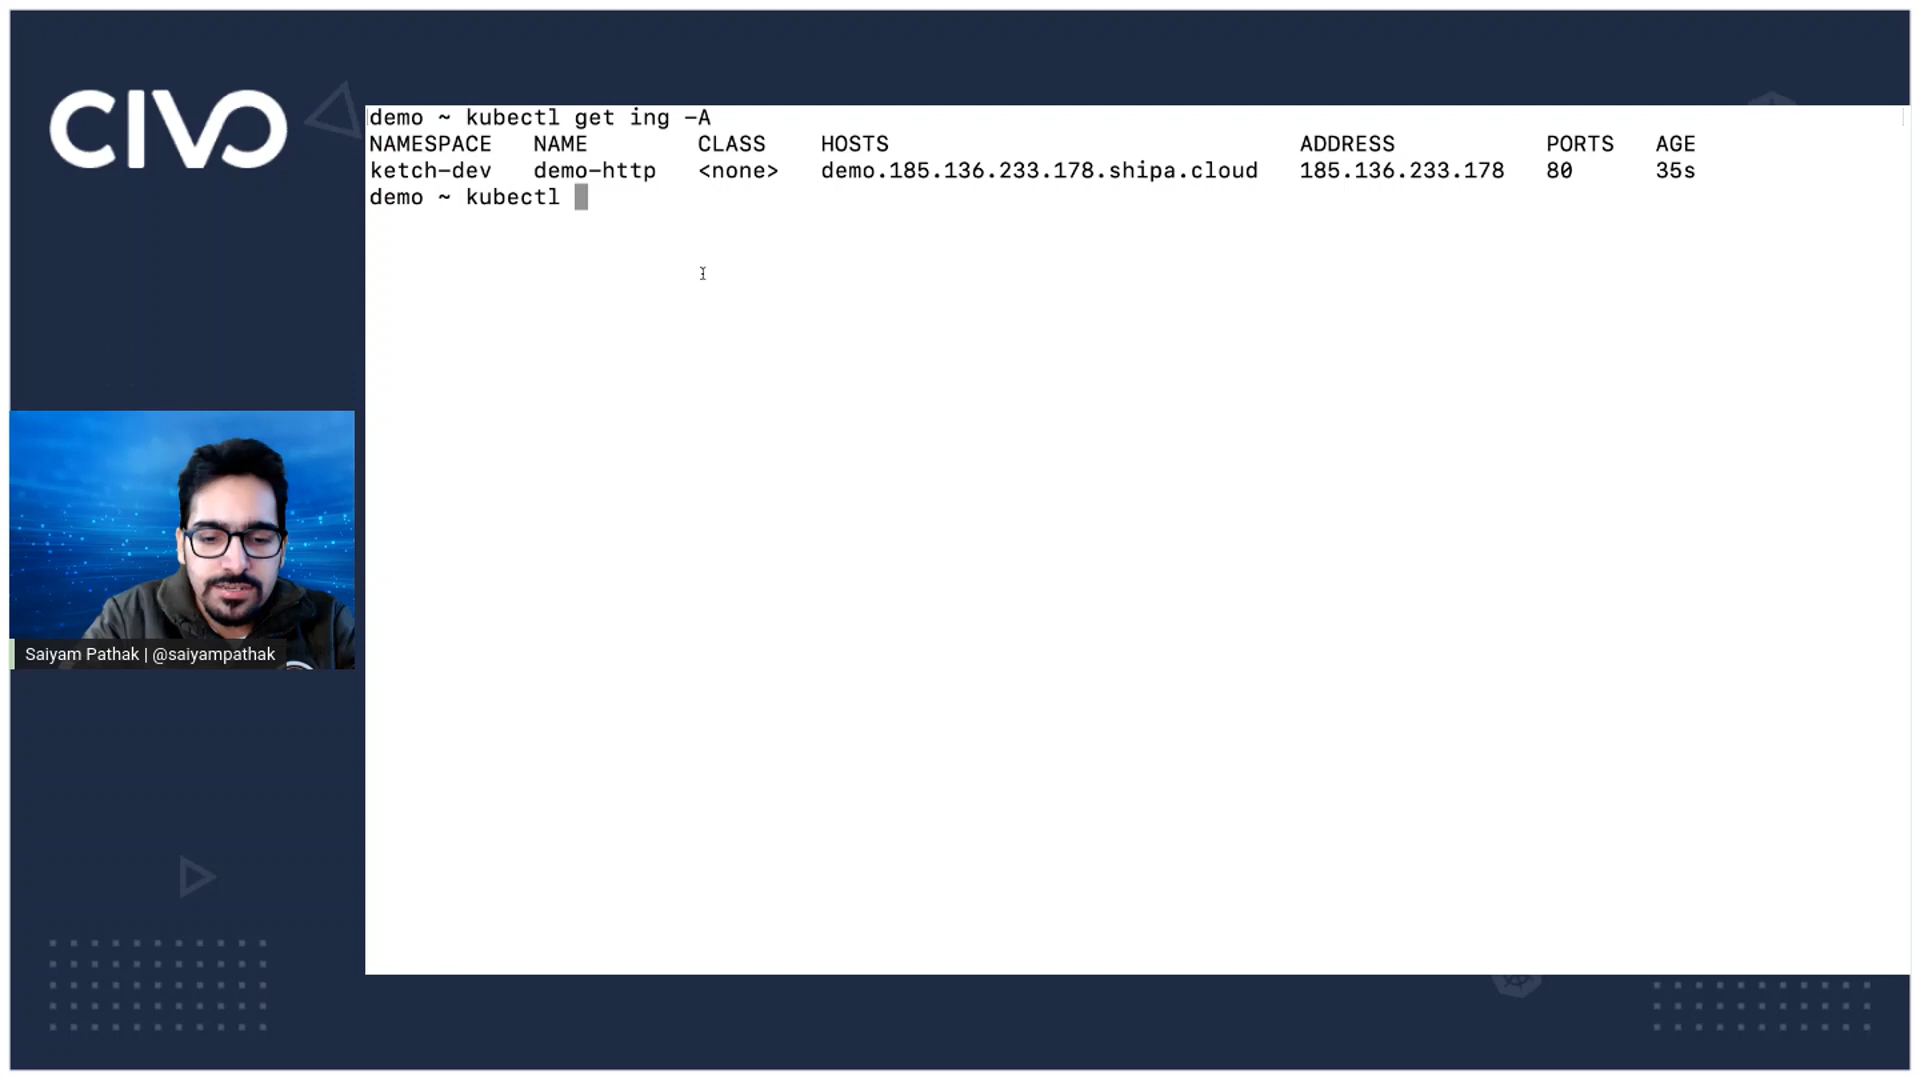 CIVO
demo ~ kubectl get ing -A
NAMESPACE NAME CLASS HOSTS ADDRESS PORTS AGE
ketch-dev demo-http <none> demo.185.136.233.178.shipa.cloud 185.136.233.178 80 35s
demo ~ kubectl
Saiyam Pathak | @saiyampathak